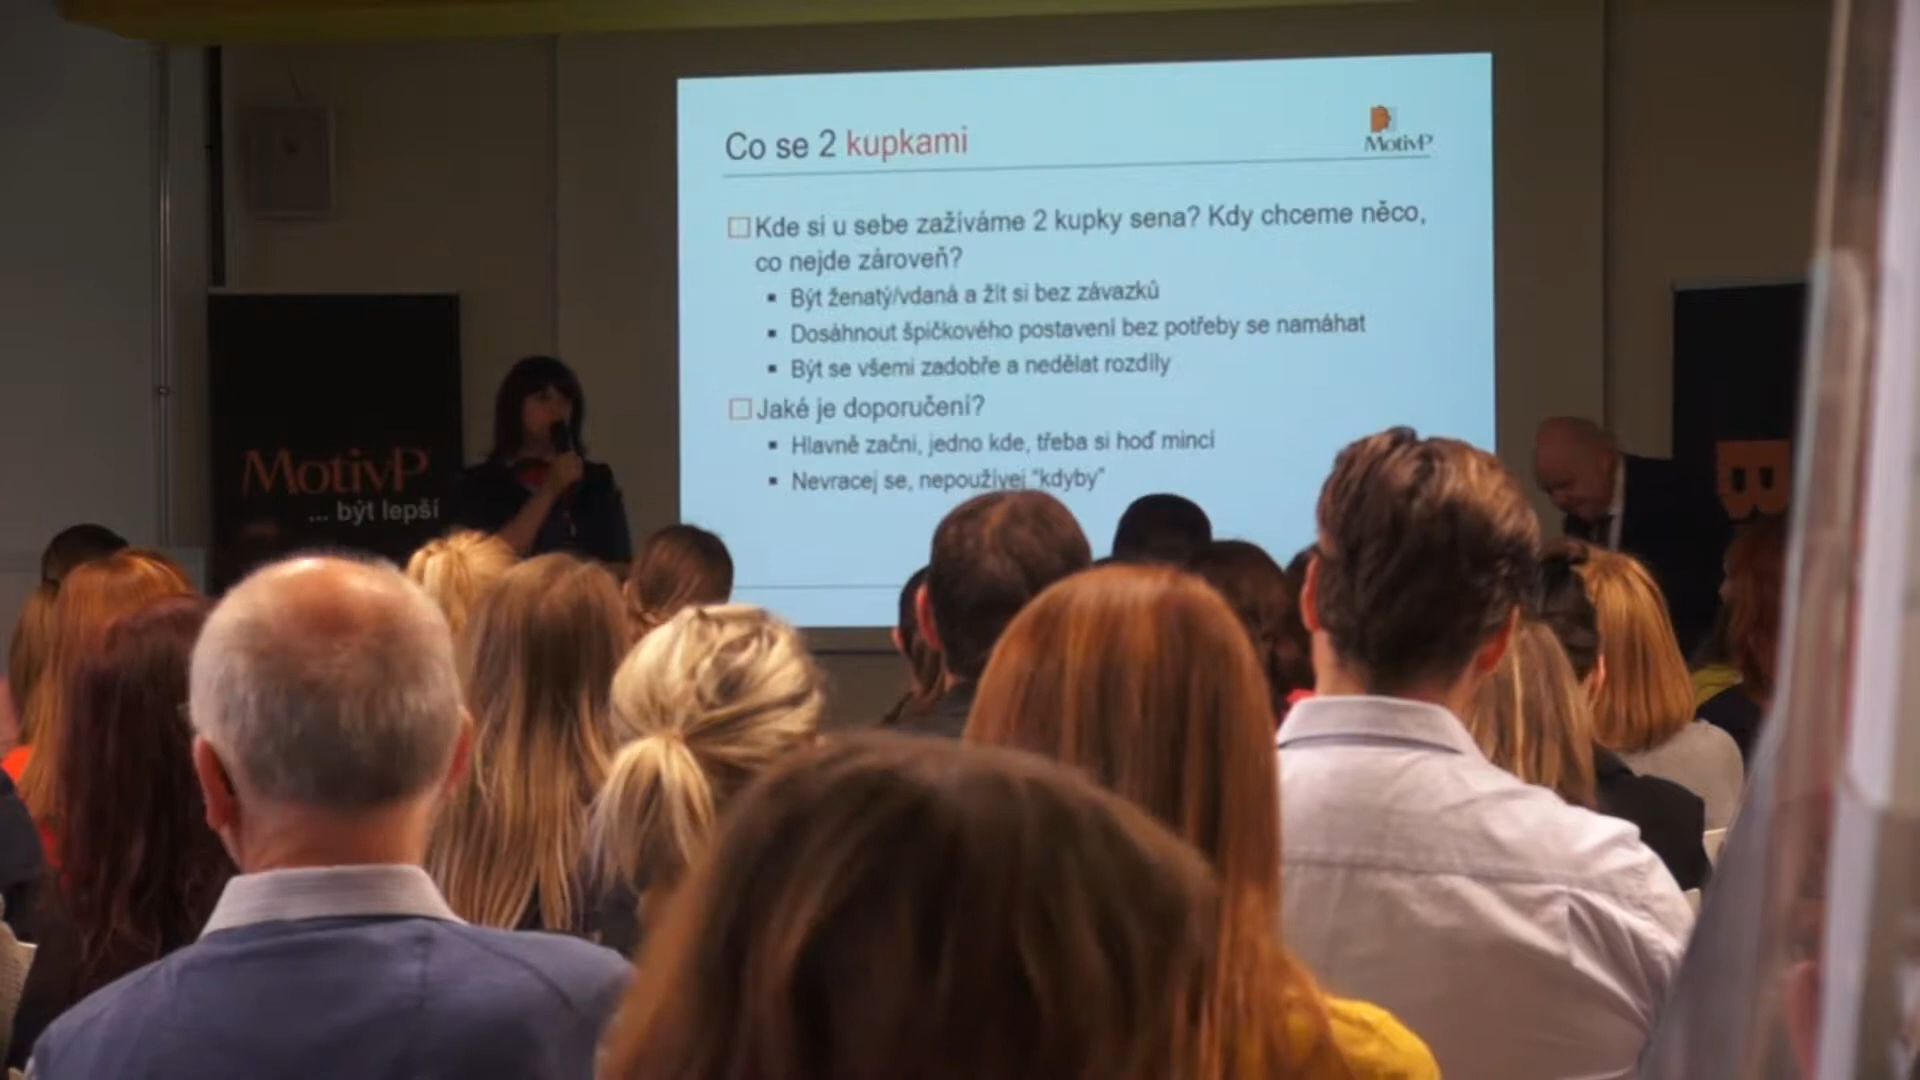 Co se 2 kupkami
MotivP
Kde si u sebe zažíváme 2 kupky sena? Kdy chceme něco,
co nejde zároveň?
Být ženatý/vdaná a žít si bez závazků
Dosáhnout špičkového postavení bez potřeby se namáhat
Být se všemi zadobře a nedělat rozdíly
Jaké je doporučení?
Hlavně začni, jedno kde, třeba si hoď mincí
Nevracej se, nepoužívej "kdyby"
MotivP
... být lepší
B